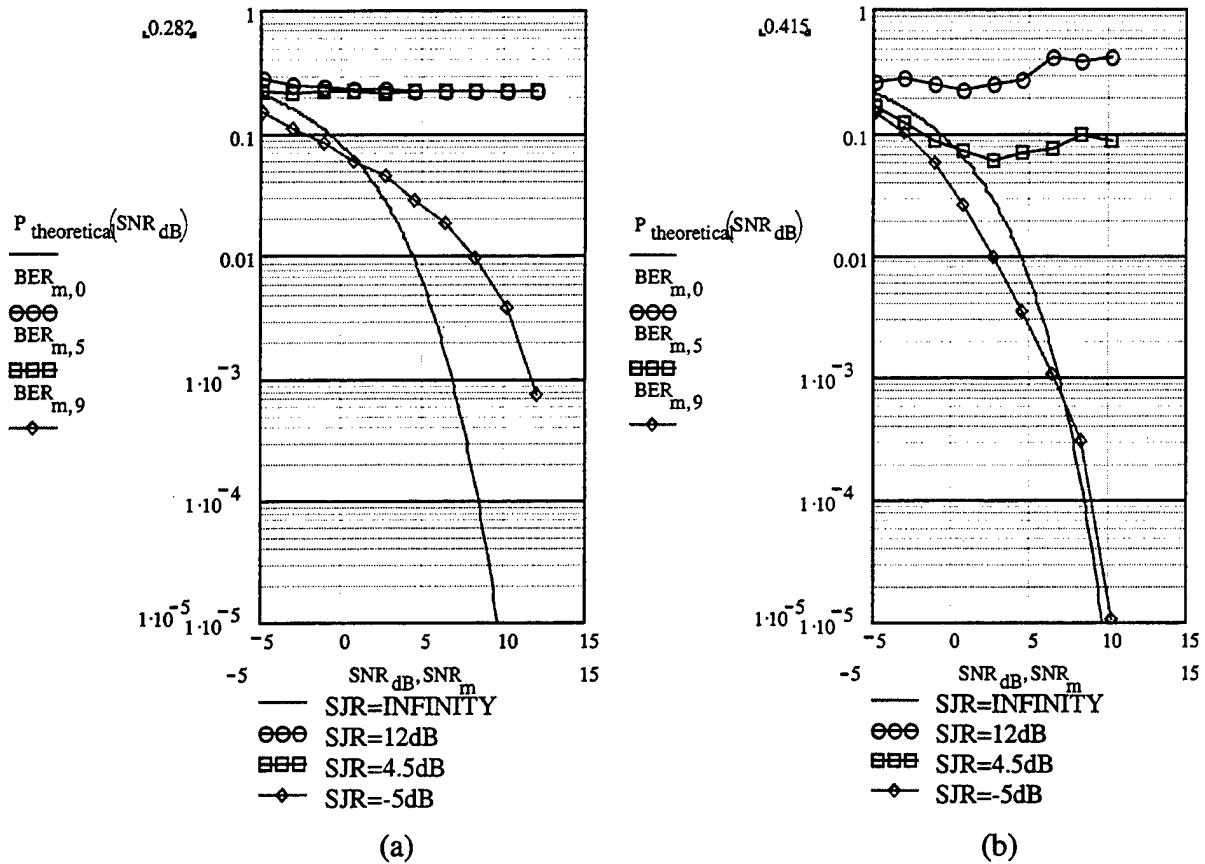 0.282
1
0.1
0.01
1·10⁻³
1·10⁻⁴
1·10⁻⁵ 1·10⁻⁵
P theoretical(SNR dB)
BER m,0
BER m,5
BER m,9
−5 0 5 10 15
−5 15
SNR dB, SNR m
SJR=INFINITY
SJR=12dB
SJR=4.5dB
SJR=-5dB
(a)
0.415
1
0.1
0.01
1·10⁻³
1·10⁻⁴
1·10⁻⁵ 1·10⁻⁵
P theoretical(SNR dB)
BER m,0
BER m,5
BER m,9
−5 0 5 10 15
−5 15
SNR dB, SNR m
SJR=INFINITY
SJR=12dB
SJR=4.5dB
SJR=-5dB
(b)